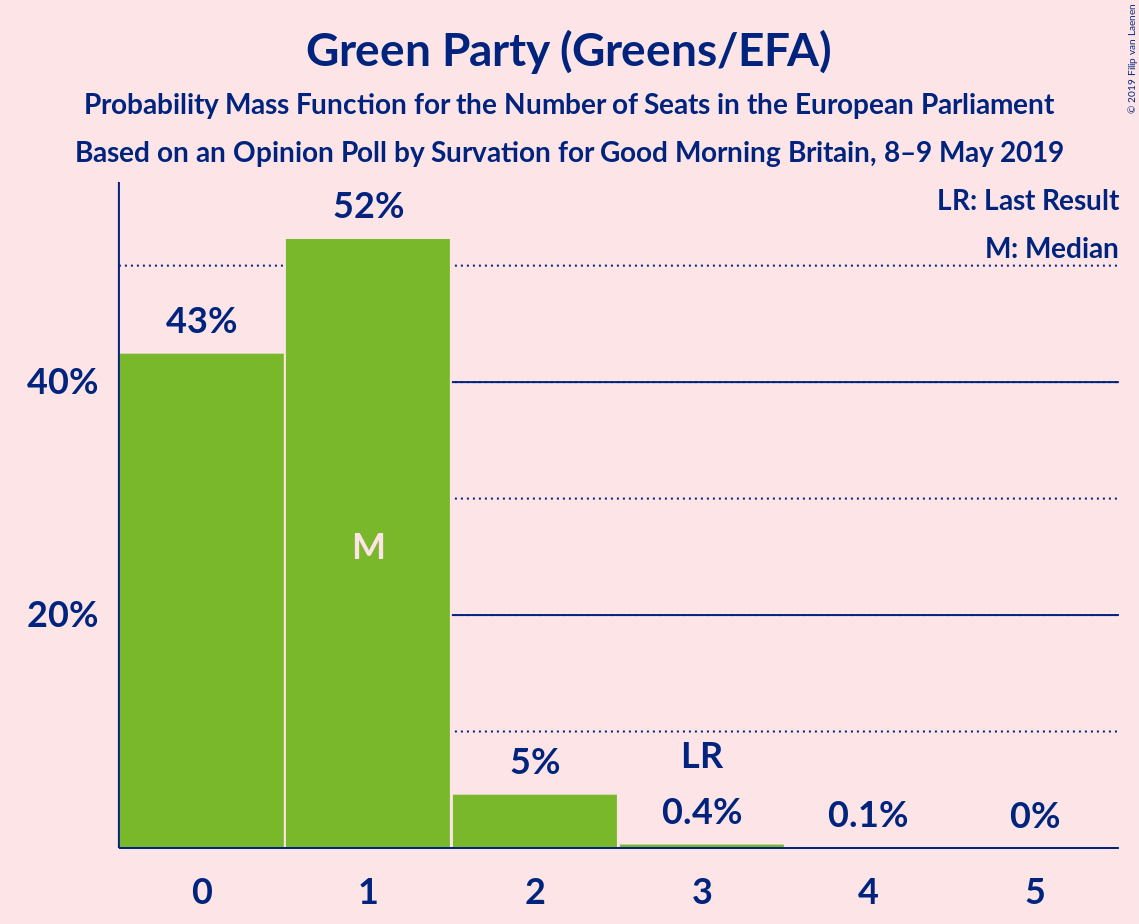 Green Party (Greens/EFA)
Probability Mass Function for the Number of Seats in the European Parliament
Based on an Opinion Poll by Survation for Good Morning Britain, 8–9 May 2019
© 2019 Filip van Laenen
LR: Last Result
M: Median
52%
43%
40%
M
20%
5%
LR
0.4%
0.1%
0%
0 1 2 3 4 5